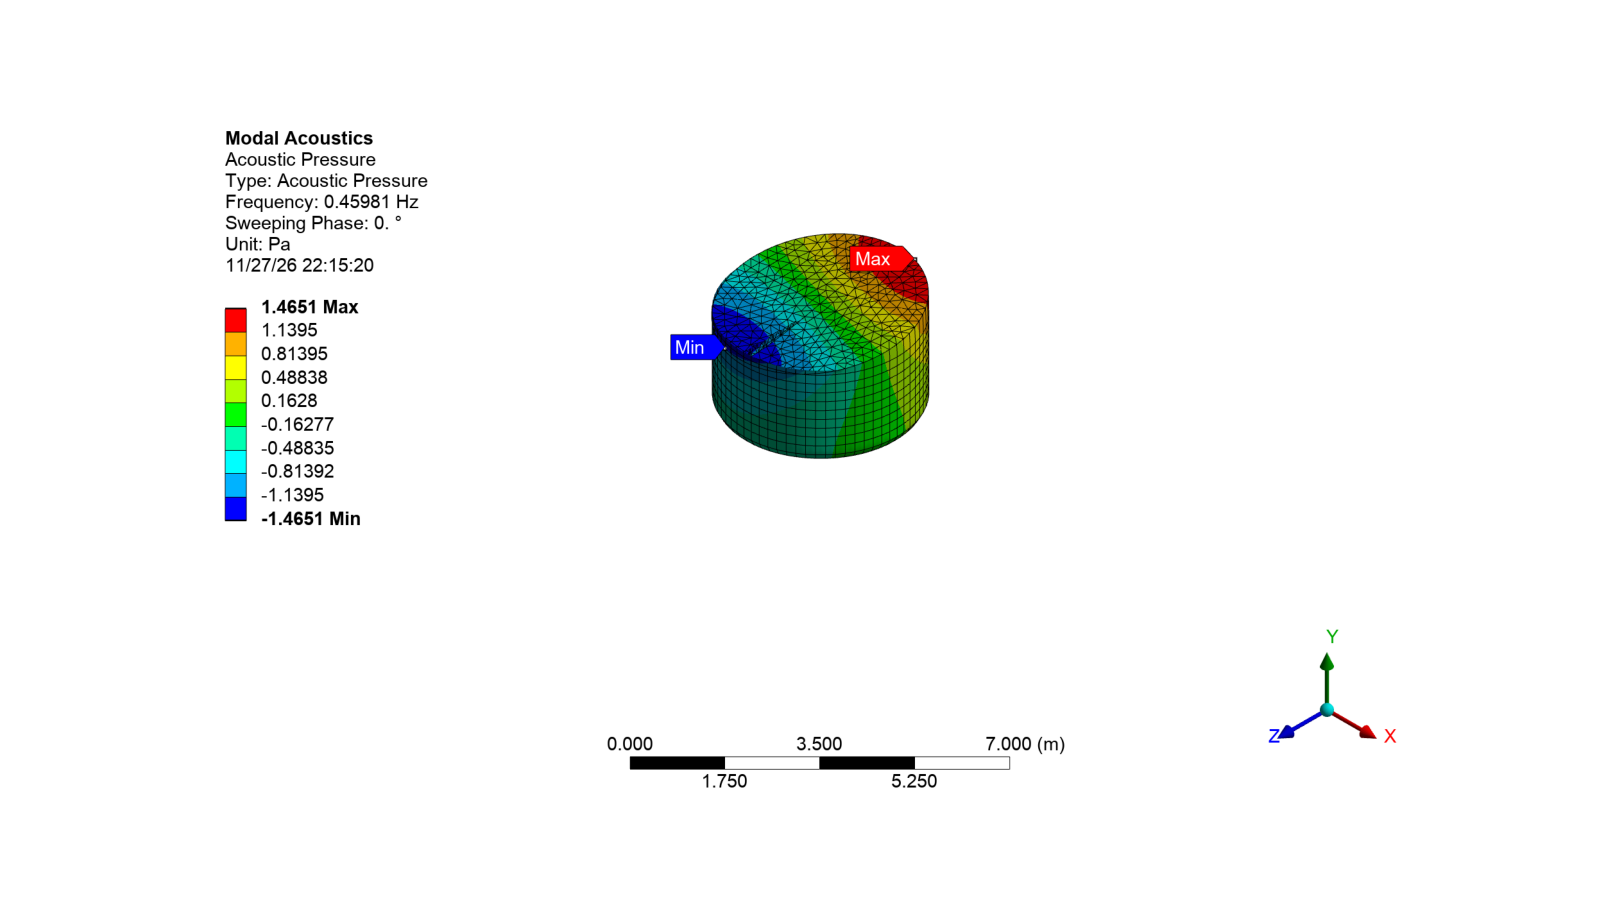 Modal Acoustics
Acoustic Pressure
Type: Acoustic Pressure
Frequency: 0.45981 Hz
Sweeping Phase: 0. °
Unit: Pa
11/27/26 22:15:20
1.4651 Max
1.1395
0.81395
0.48838
0.1628
-0.16277
-0.48835
-0.81392
-1.1395
-1.4651 Min
Max
Min
Y
Z
X
0.000 3.500 7.000 (m)
1.750 5.250